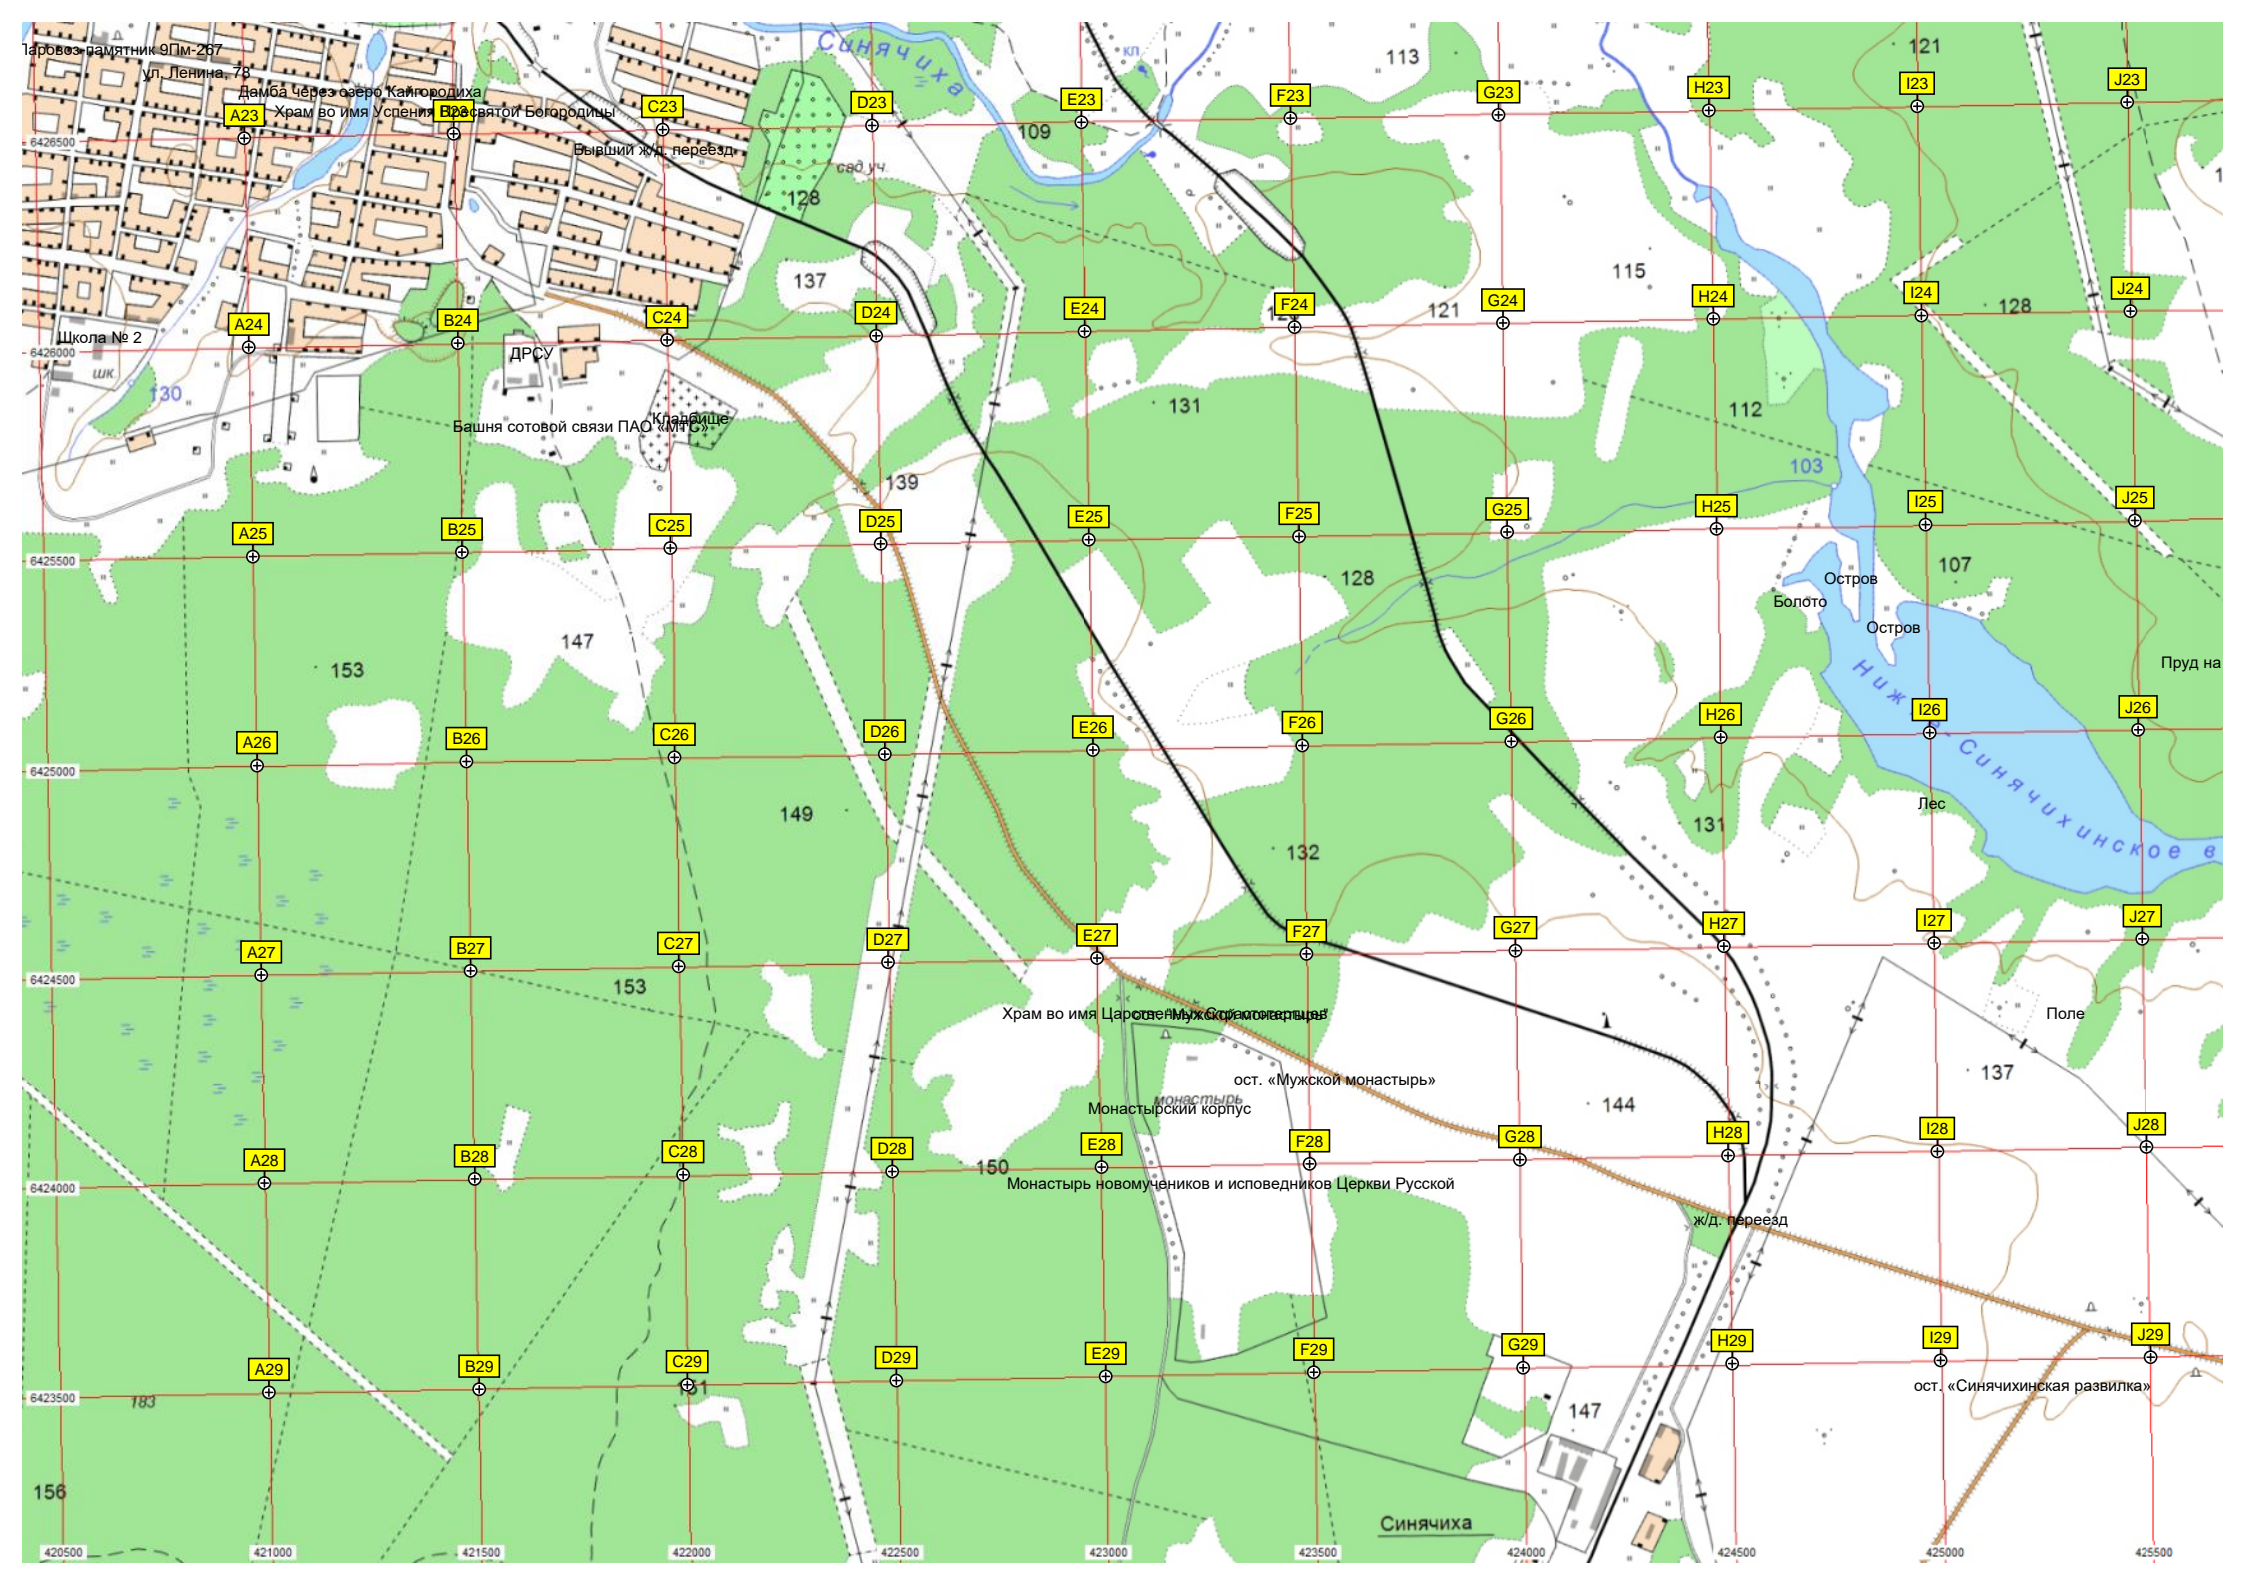 Паровоз-памятник 9Пм-267
ул. Ленина, 78
Дамба через озеро Кайгородиха
Храм во имя Успения Пресвятой Богородицы
Синячиха
кл
113
121
A23
B23
C23
D23
E23
F23
G23
H23
I23
J23
6426500
Бывший ж/д. переезд
сад уч.
109
128
137
115
121
128
A24
B24
C24
D24
E24
F24
G24
H24
I24
J24
Школа № 2
6426000
ДРСУ
шк.
130
Кладбище
Башня сотовой связи ПАО «МТС»
131
112
103
139
A25
B25
C25
D25
E25
F25
G25
H25
I25
J25
6425500
128
107
Остров
Болото
Остров
147
153
Пруд на
A26
B26
C26
D26
E26
F26
G26
H26
I26
J26
6425000
Лес
149
131
132
A27
B27
C27
D27
E27
F27
G27
H27
I27
J27
6424500
153
Храм во имя Царственных Страстотерпцев
ост. "Мужской монастырь"
Поле
137
ост. «Мужской монастырь»
монастырь
Монастырский корпус
144
A28
B28
C28
D28
E28
F28
G28
H28
I28
J28
150
6424000
Монастырь новомучеников и исповедников Церкви Русской
ж/д. переезд
A29
B29
C29
D29
E29
F29
G29
H29
I29
J29
6423500
183
ост. «Синячихинская развилка»
147
156
Синячиха
420500
421000
421500
422000
422500
423000
423500
424000
424500
425000
425500